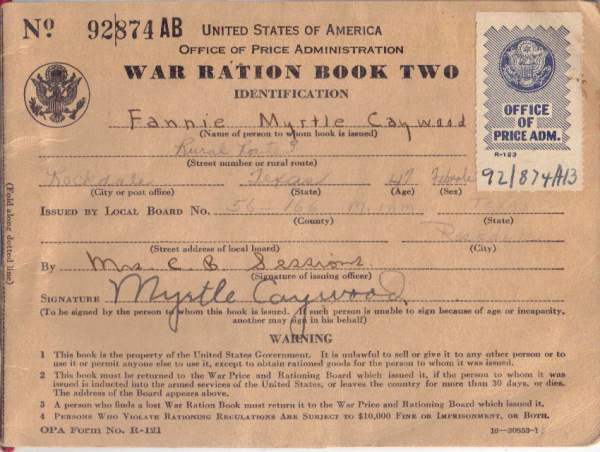 No 92874 AB
UNITED STATES OF AMERICA
OFFICE OF PRICE ADMINISTRATION
WAR RATION BOOK TWO
IDENTIFICATION
OFFICE
OF
PRICE ADM.
R-123
92/874AB
Fannie Myrtle Caywood
(Name of person to whom book is issued)
Rural Route 3
(Street number or rural route)
Rockdale Texas 47 Female
(City or post office) (State) (Age) (Sex)
ISSUED BY LOCAL BOARD No. 56-166
(County) (State)
(Street address of local board) (City)
By Mrs. C. B. Sessions
(Signature of issuing officer)
SIGNATURE Myrtle Caywood
(To be signed by the person to whom this book is issued. If such person is unable to sign because of age or incapacity,
another may sign in his behalf)
WARNING
1 This book is the property of the United States Government. It is unlawful to sell or give it to any other person or to
use it or permit anyone else to use it, except to obtain rationed goods for the person to whom it was issued.
2 This book must be returned to the War Price and Rationing Board which issued it, if the person to whom it was
issued is inducted into the armed services of the United States, or leaves the country for more than 30 days, or dies.
The address of the Board appears above.
3 A person who finds a lost War Ration Book must return it to the War Price and Rationing Board which issued it.
4 PERSONS WHO VIOLATE RATIONING REGULATIONS ARE SUBJECT TO $10,000 FINE OR IMPRISONMENT, OR BOTH.
OPA Form No. R-121
16—30853-1
(Fold along dotted line)